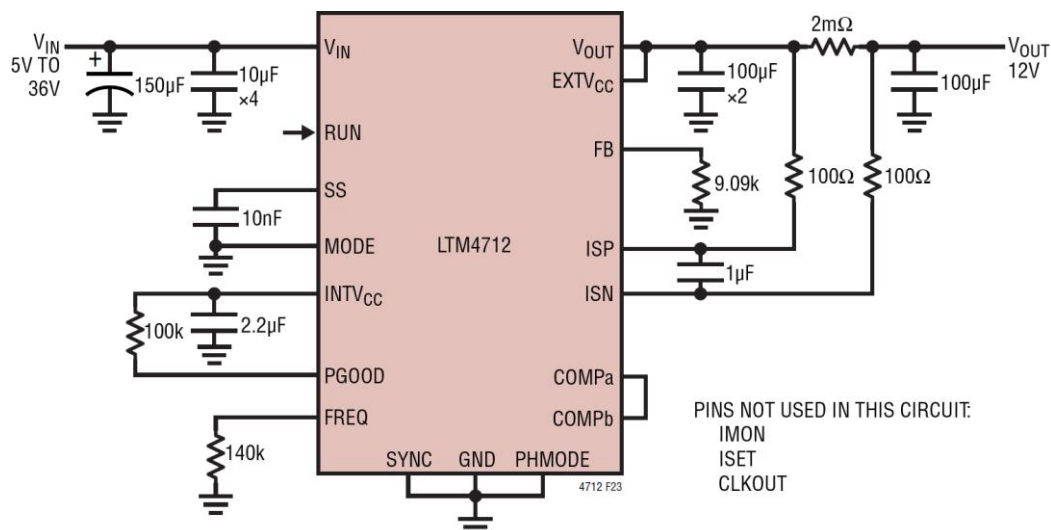 VIN
5V TO
36V
+
150µF
10µF
×4
VIN
RUN
SS
10nF
MODE
INTVCC
100k
2.2µF
PGOOD
FREQ
140k
SYNC
GND
PHMODE
LTM4712
4712 F23
VOUT
EXTVCC
FB
ISP
ISN
COMPa
COMPb
100µF
×2
2mΩ
VOUT
12V
100µF
9.09k
100Ω
100Ω
1µF
PINS NOT USED IN THIS CIRCUIT:
IMON
ISET
CLKOUT